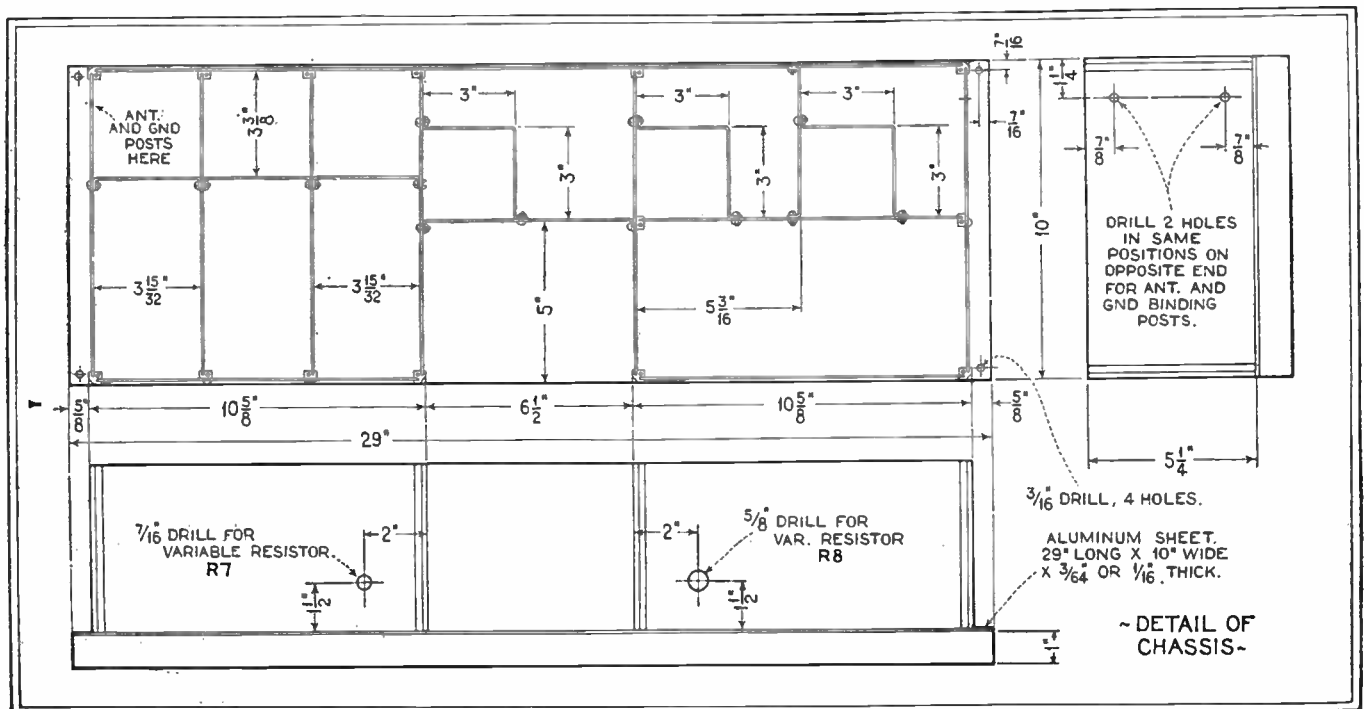 ANT.
AND GND
POSTS
HERE
3 3/8"
3"
3"
3"
3"
3"
3"
7/16"
7/16"
10"
1 1/4"
7/8"
7/8"
DRILL 2 HOLES
IN SAME
POSITIONS ON
OPPOSITE END
FOR ANT. AND
GND BINDING
POSTS.
3 15/32"
3 15/32"
5"
5 3/16"
5/8"
10 5/8"
6 1/2"
10 5/8"
5/8"
29"
5 1/4"
3/16" DRILL, 4 HOLES.
7/16" DRILL FOR
VARIABLE RESISTOR.
R7
2"
1 1/2"
2"
5/8" DRILL FOR
VAR. RESISTOR
R8
1 1/2"
ALUMINUM SHEET.
29" LONG X 10" WIDE
X 3/64" OR 1/16" THICK.
1"
~DETAIL OF
CHASSIS~